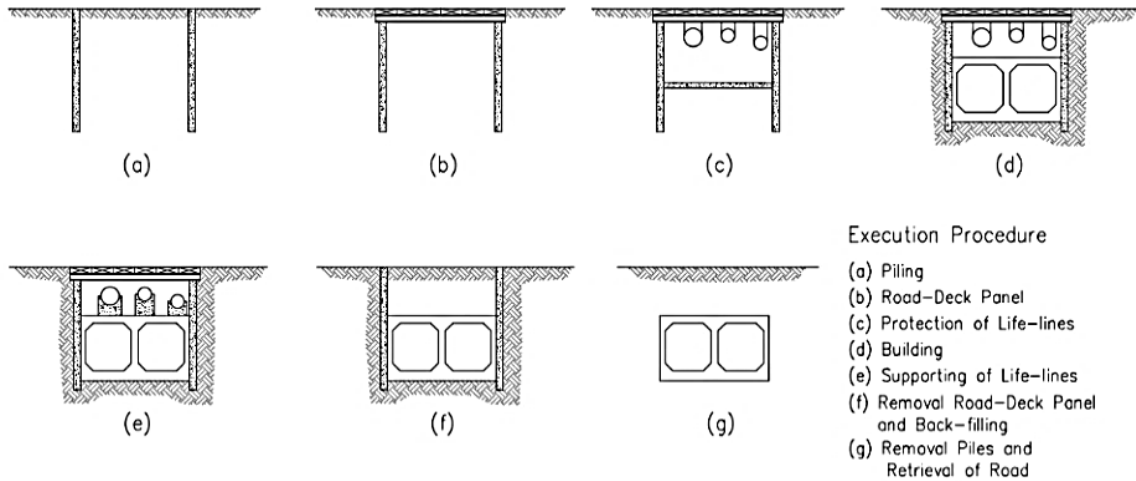 (a)
(b)
(c)
(d)
(e)
(f)
(g)
Execution Procedure
(a) Piling
(b) Road-Deck Panel
(c) Protection of Life-lines
(d) Building
(e) Supporting of Life-lines
(f) Removal Road-Deck Panel
and Back-filling
(g) Removal Piles and
Retrieval of Road